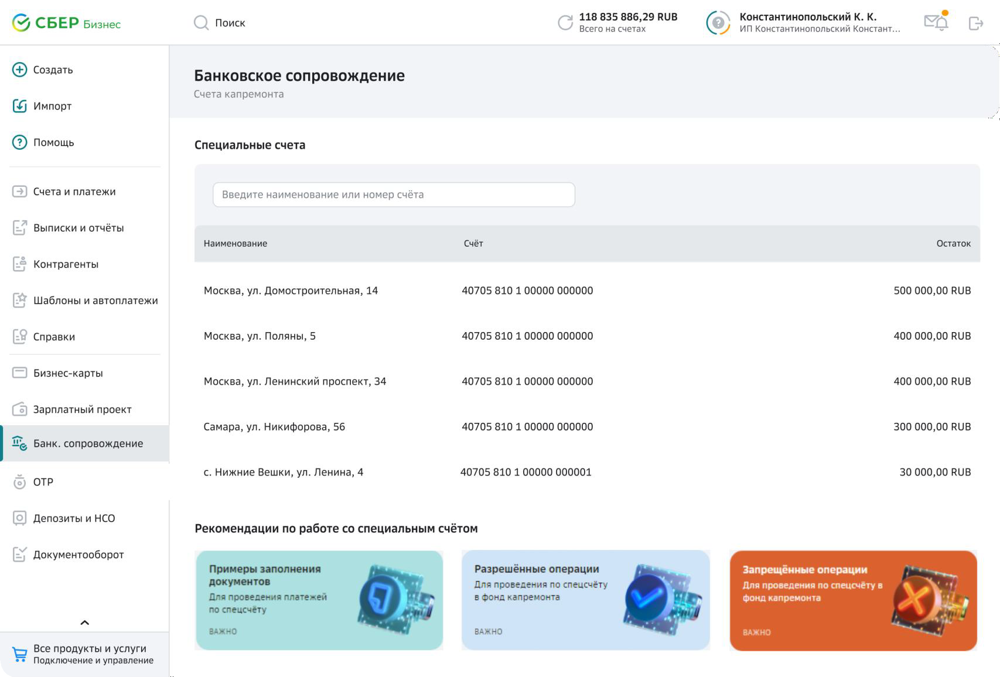 СБЕР Бизнес
Поиск
118 835 886,29 RUB
Всего на счетах
Константинопольский К. К.
ИП Константинопольский Констант...
Создать
Импорт
Помощь
Счета и платежи
Выписки и отчёты
Контрагенты
Шаблоны и автоплатежи
Справки
Бизнес-карты
Зарплатный проект
Банк. сопровождение
ОТР
Депозиты и НСО
Документооборот
Все продукты и услуги
Подключение и управление
Банковское сопровождение
Счета капремонта
Специальные счета
Введите наименование или номер счёта
Наименование Счёт Остаток
Москва, ул. Домостроительная, 14 40705 810 1 00000 000000 500 000,00 RUB
Москва, ул. Поляны, 5 40705 810 1 00000 000000 400 000,00 RUB
Москва, ул. Ленинский проспект, 34 40705 810 1 00000 000000 400 000,00 RUB
Самара, ул. Никифорова, 56 40705 810 1 00000 000000 300 000,00 RUB
с. Нижние Вешки, ул. Ленина, 4 40705 810 1 00000 000001 30 000,00 RUB
Рекомендации по работе со специальным счётом
Примеры заполнения
документов
Для проведения платежей
по спецсчёту
ВАЖНО
Разрешённые операции
Для проведения по спецсчёту
в фонд капремонта
ВАЖНО
Запрещённые операции
Для проведения по спецсчёту в
фонд капремонта
ВАЖНО